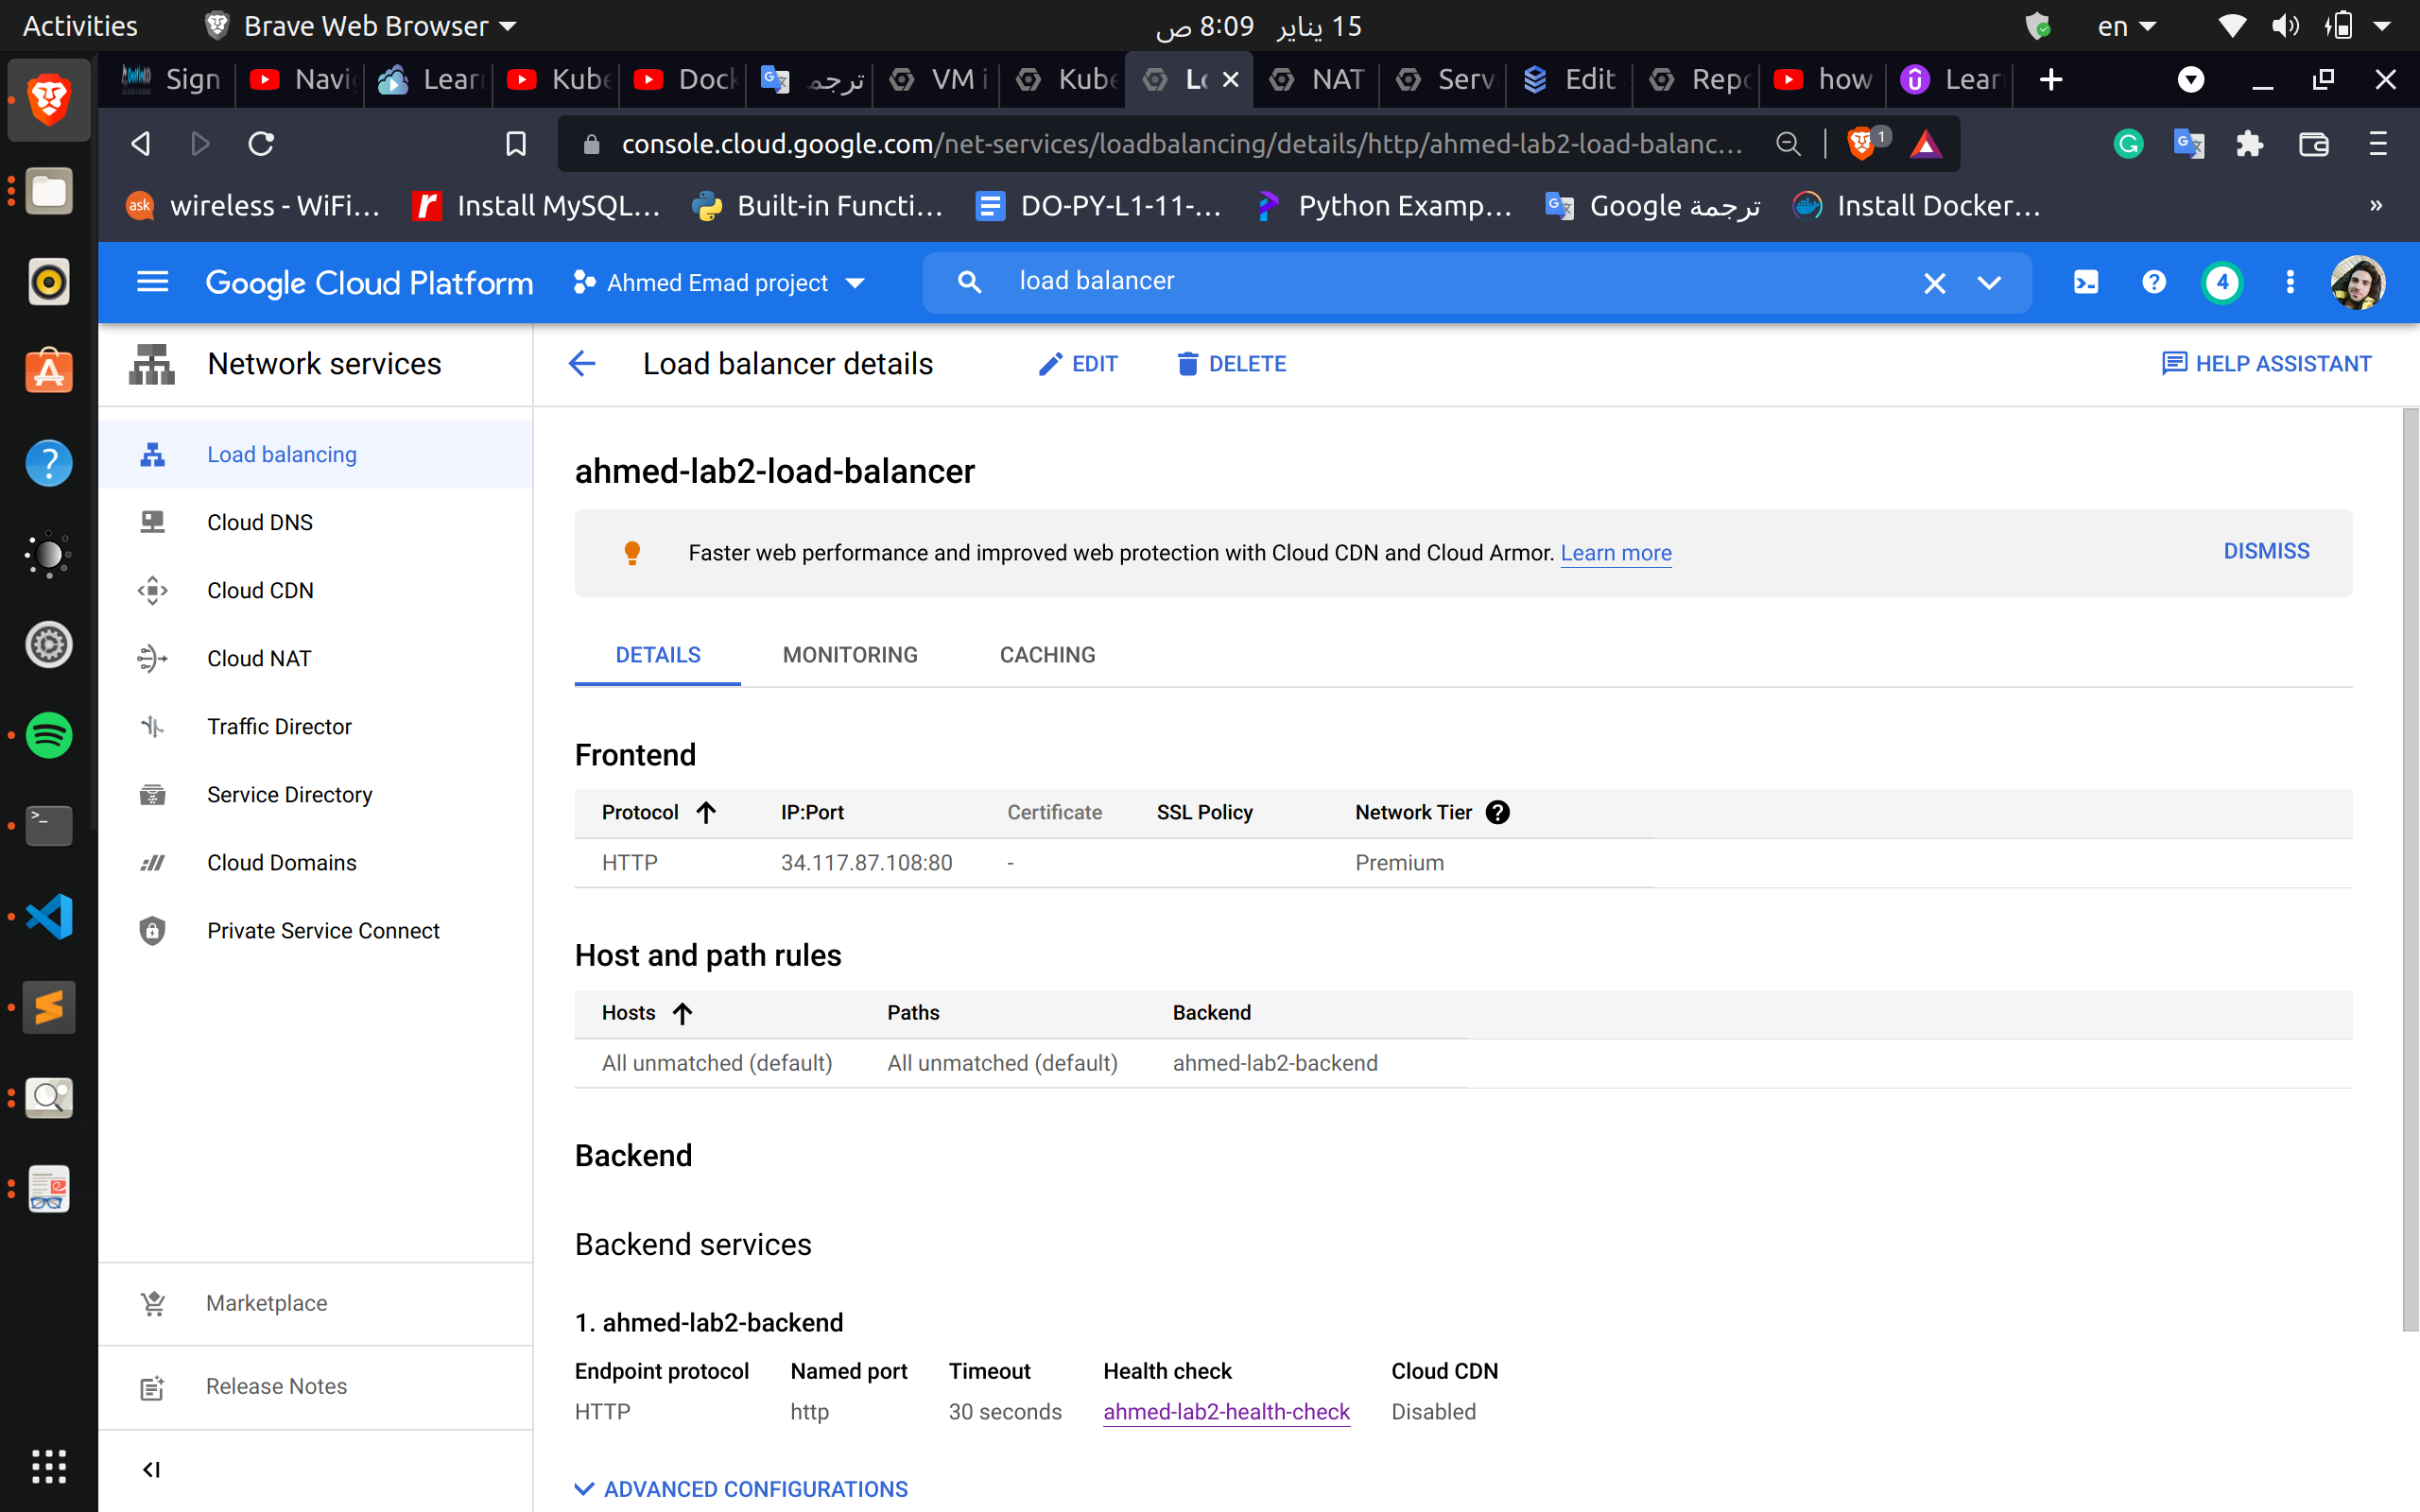 Activities Brave Web Browser 15 يناير 8:09 ص en
Sign Navi Lear Kube Dock ترجمة VM i Kube Lo NAT Serv Edit Repo how Lear
console.cloud.google.com/net-services/loadbalancing/details/http/ahmed-lab2-load-balanc... 1
ask wireless - WiFi... Install MySQL... Built-in Functi... DO-PY-L1-11-... Python Examp... ترجمة Google Install Docker... »
Google Cloud Platform Ahmed Emad project load balancer 4
Network services
Load balancer details EDIT DELETE HELP ASSISTANT
Load balancing
Cloud DNS
Cloud CDN
Cloud NAT
Traffic Director
Service Directory
Cloud Domains
Private Service Connect
Marketplace
Release Notes
ahmed-lab2-load-balancer
Faster web performance and improved web protection with Cloud CDN and Cloud Armor. Learn more DISMISS
DETAILS MONITORING CACHING
Frontend
Protocol IP:Port Certificate SSL Policy Network Tier
HTTP 34.117.87.108:80 - Premium
Host and path rules
Hosts Paths Backend
All unmatched (default) All unmatched (default) ahmed-lab2-backend
Backend
Backend services
1. ahmed-lab2-backend
Endpoint protocol Named port Timeout Health check Cloud CDN
HTTP http 30 seconds ahmed-lab2-health-check Disabled
ADVANCED CONFIGURATIONS